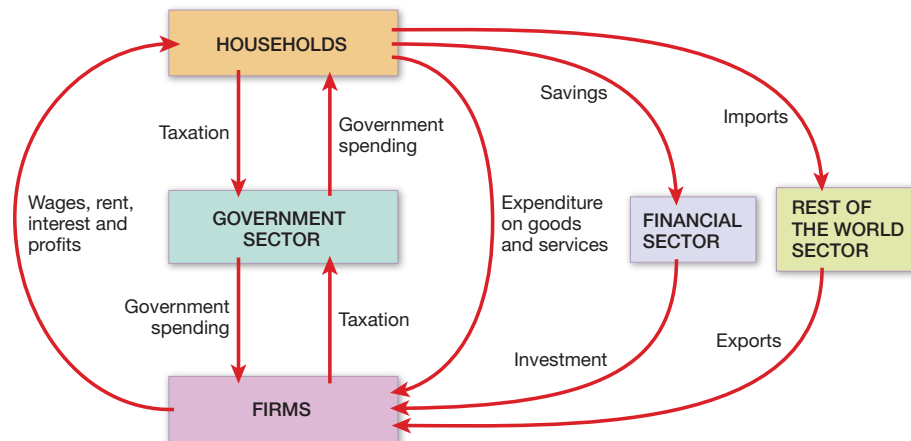 HOUSEHOLDS
Savings
Imports
Taxation
Government
spending
Wages, rent,
interest and
profits
GOVERNMENT
SECTOR
Expenditure
on goods
and services
FINANCIAL
SECTOR
REST OF
THE WORLD
SECTOR
Government
spending
Taxation
Investment
Exports
FIRMS